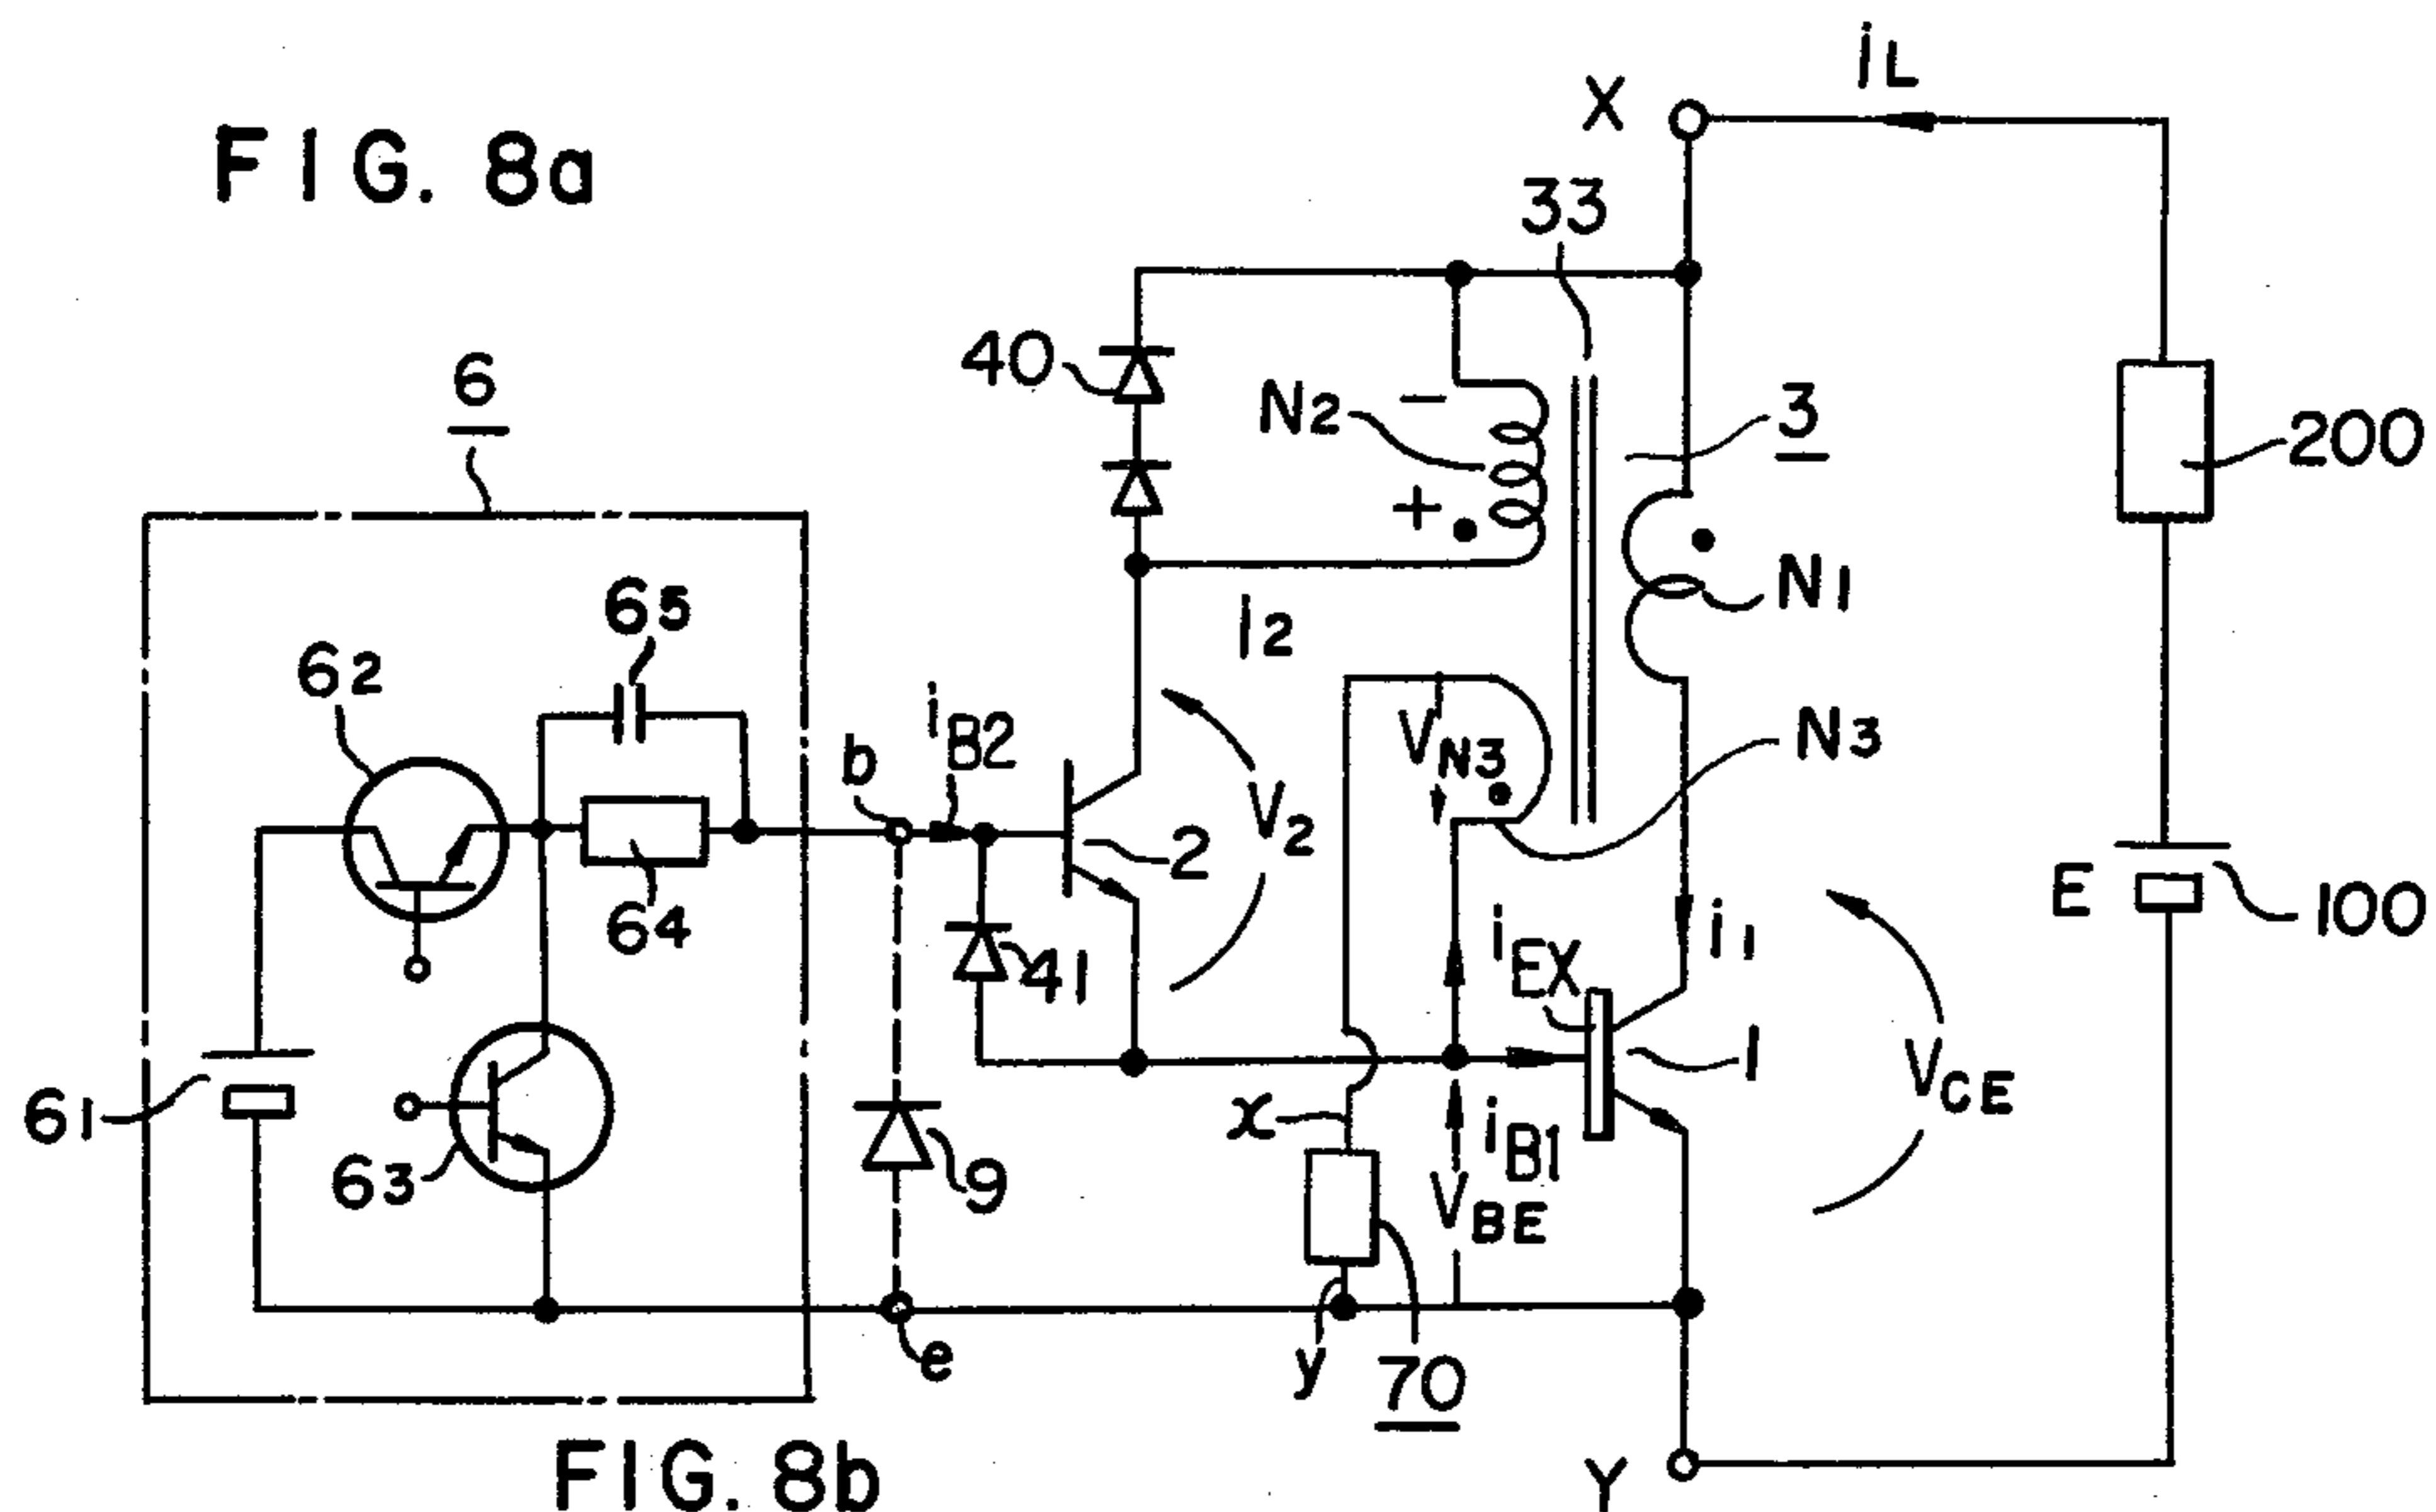 FIG. 8a
X
iL
33
40
N2
−
+
3
200
6
N1
65
i2
62
VN3
N3
b
iB2
V2
2
E
100
64
41
iEX
i1
1
VCE
61
63
9
x
iB1
VBE
e
y
70
FIG. 8b
Y